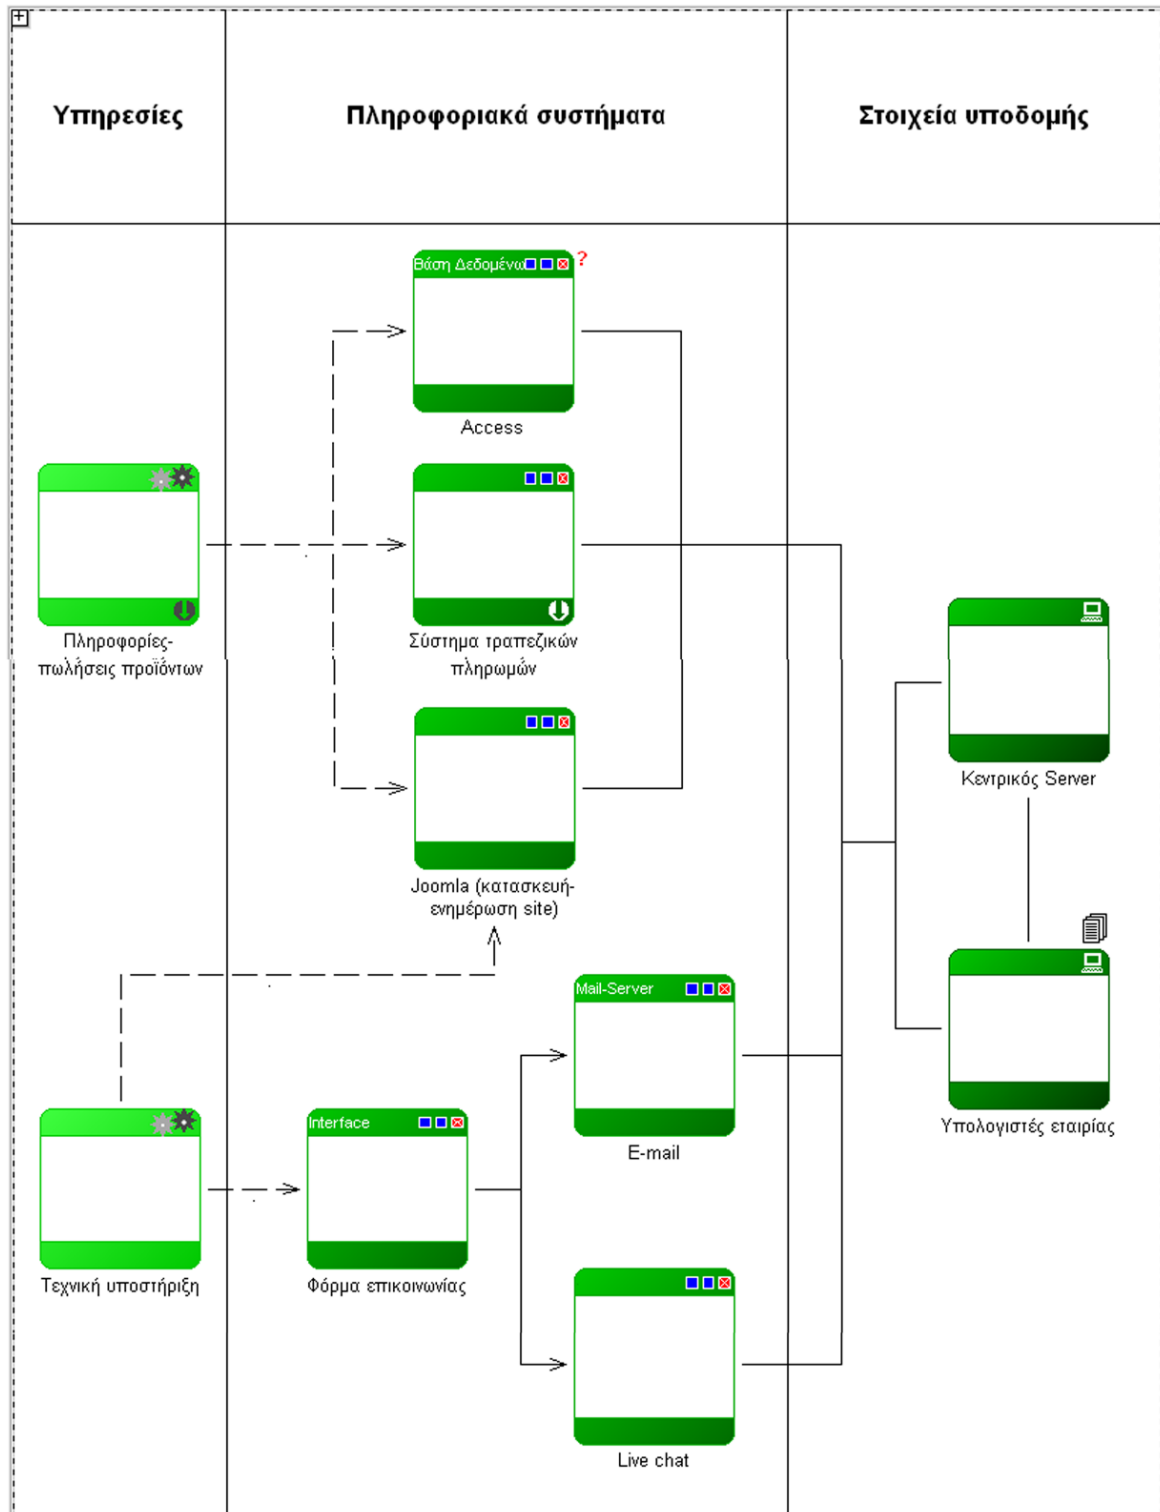 Υπηρεσίες
Πληροφοριακά συστήματα
Στοιχεία υποδομής
Βάση Δεδομένω
?
Access
Πληροφορίες-
πωλήσεις προϊόντων
Σύστημα τραπεζικών
πληρωμών
Joomla (κατασκευή-
ενημέρωση site)
Κεντρικός Server
Mail-Server
E-mail
Υπολογιστές εταιρίας
Interface
Τεχνική υποστήριξη
Φόρμα επικοινωνίας
Live chat